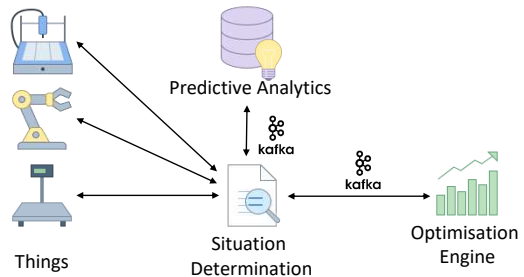 Predictive Analytics
kafka
kafka
Things
Situation
Determination
Optimisation
Engine